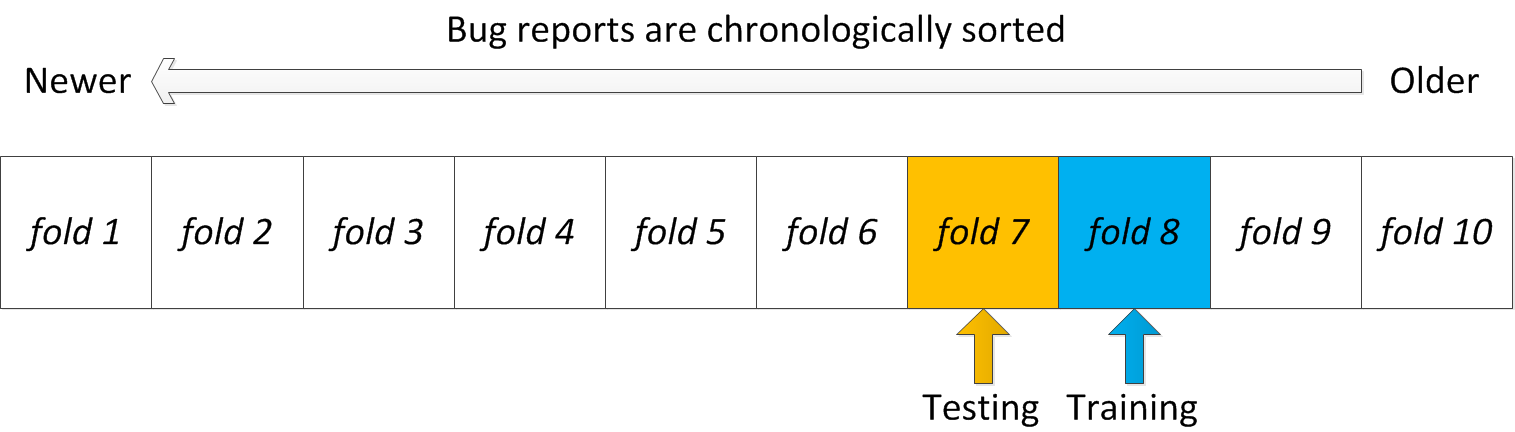 Bug reports are chronologically sorted
Newer Older
fold 1 fold 2 fold 3 fold 4 fold 5 fold 6 fold 7 fold 8 fold 9 fold 10
Testing Training